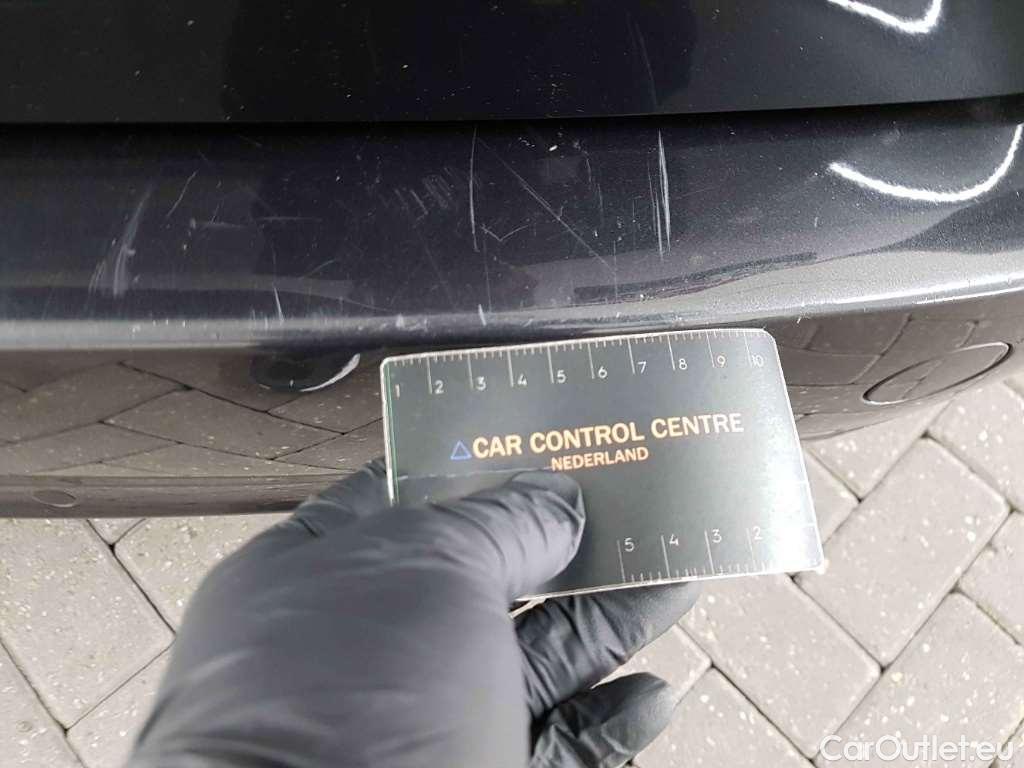 1 2 3 4 5 6 7 8 9 10
CAR CONTROL CENTRE
NEDERLAND
5 4 3 2
CarOutlet.eu